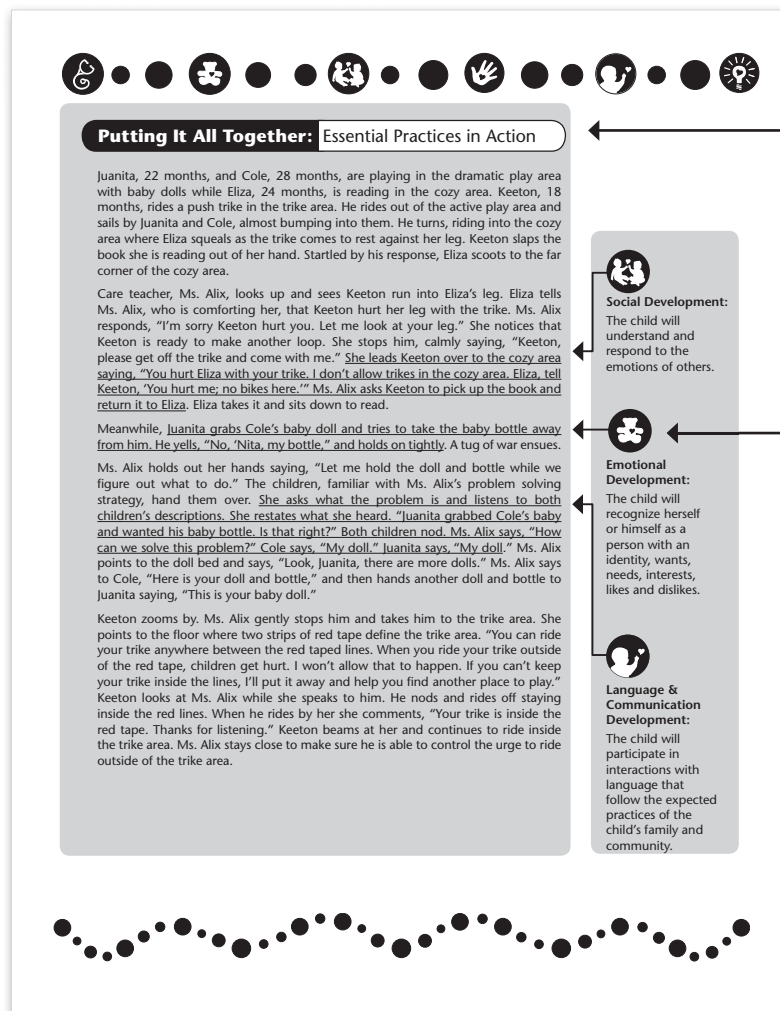 Putting It All Together: Essential Practices in Action
Juanita, 22 months, and Cole, 28 months, are playing in the dramatic play area
with baby dolls while Eliza, 24 months, is reading in the cozy area. Keeton, 18
months, rides a push trike in the trike area. He rides out of the active play area and
sails by Juanita and Cole, almost bumping into them. He turns, riding into the cozy
area where Eliza squeals as the trike comes to rest against her leg. Keeton slaps the
book she is reading out of her hand. Startled by his response, Eliza scoots to the far
corner of the cozy area.
Care teacher, Ms. Alix, looks up and sees Keeton run into Eliza’s leg. Eliza tells
Ms. Alix, who is comforting her, that Keeton hurt her leg with the trike. Ms. Alix
responds, “I’m sorry Keeton hurt you. Let me look at your leg.” She notices that
Keeton is ready to make another loop. She stops him, calmly saying, “Keeton,
please get off the trike and come with me.” She leads Keeton over to the cozy area
saying, “You hurt Eliza with your trike. I don’t allow trikes in the cozy area. Eliza, tell
Keeton, ‘You hurt me; no bikes here.’” Ms. Alix asks Keeton to pick up the book and
return it to Eliza. Eliza takes it and sits down to read.
Meanwhile, Juanita grabs Cole’s baby doll and tries to take the baby bottle away
from him. He yells, “No, ‘Nita, my bottle,” and holds on tightly. A tug of war ensues.
Ms. Alix holds out her hands saying, “Let me hold the doll and bottle while we
figure out what to do.” The children, familiar with Ms. Alix’s problem solving
strategy, hand them over. She asks what the problem is and listens to both
children’s descriptions. She restates what she heard. “Juanita grabbed Cole’s baby
and wanted his baby bottle. Is that right?” Both children nod. Ms. Alix says, “How
can we solve this problem?” Cole says, “My doll.” Juanita says, “My doll.” Ms. Alix
points to the doll bed and says, “Look, Juanita, there are more dolls.” Ms. Alix says
to Cole, “Here is your doll and bottle,” and then hands another doll and bottle to
Juanita saying, “This is your baby doll.”
Keeton zooms by. Ms. Alix gently stops him and takes him to the trike area. She
points to the floor where two strips of red tape define the trike area. “You can ride
your trike anywhere between the red taped lines. When you ride your trike outside
of the red tape, children get hurt. I won’t allow that to happen. If you can’t keep
your trike inside the lines, I’ll put it away and help you find another place to play.”
Keeton looks at Ms. Alix while she speaks to him. He nods and rides off staying
inside the red lines. When he rides by her she comments, “Your trike is inside the
red tape. Thanks for listening.” Keeton beams at her and continues to ride inside
the trike area. Ms. Alix stays close to make sure he is able to control the urge to ride
outside of the trike area.
Social Development:
The child will
understand and
respond to the
emotions of others.
Emotional
Development:
The child will
recognize herself
or himself as a
person with an
identity, wants,
needs, interests,
likes and dislikes.
Language &
Communication
Development:
The child will
participate in
interactions with
language that
follow the expected
practices of the
child’s family and
community.